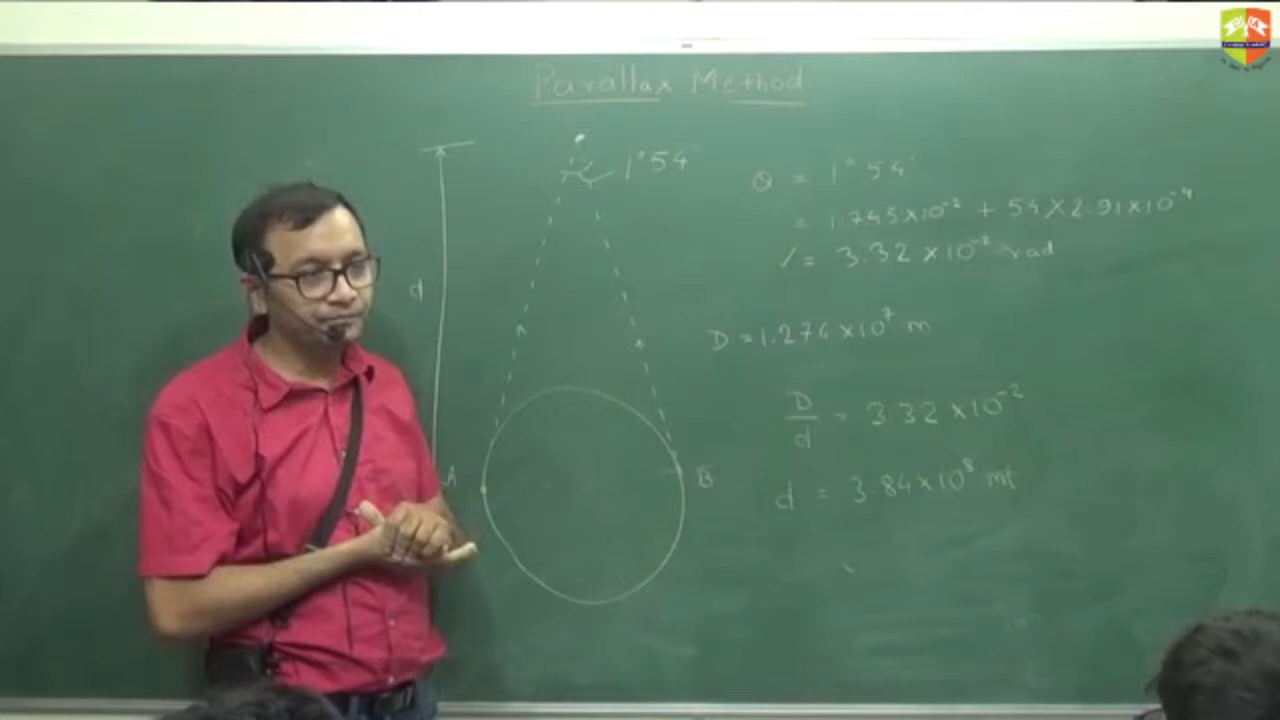 Parallax Method
1°54'
d
A
B
θ = 1°54'
= 1.745×10⁻² + 54×2.91×10⁻⁴
= 3.32×10⁻² rad
D = 1.276×10⁷ m
D/d = 3.32×10⁻²
d = 3.84×10⁸ mt